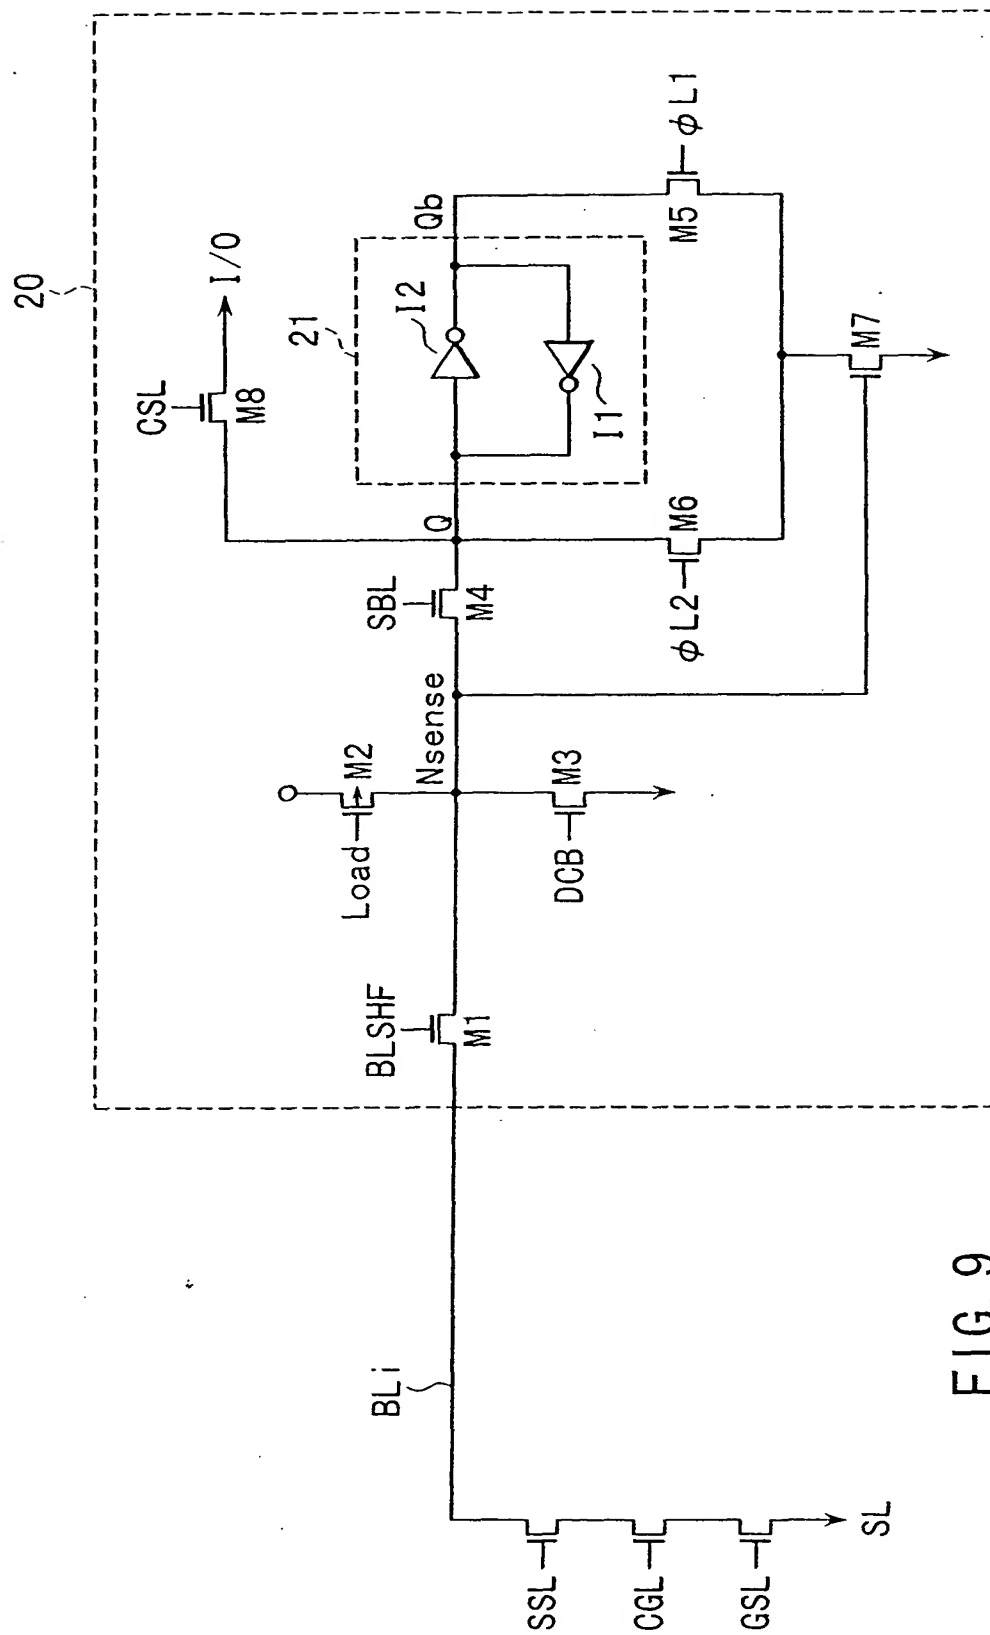 20
CSL
M8
I/O
21
I2
I1
Q
Qb
SBL
M4
Load
M2
Nsense
DCB
M3
φL2
M6
M5
φL1
M7
BLSHF
M1
BLi
SSL
CGL
GSL
SL
FIG. 9